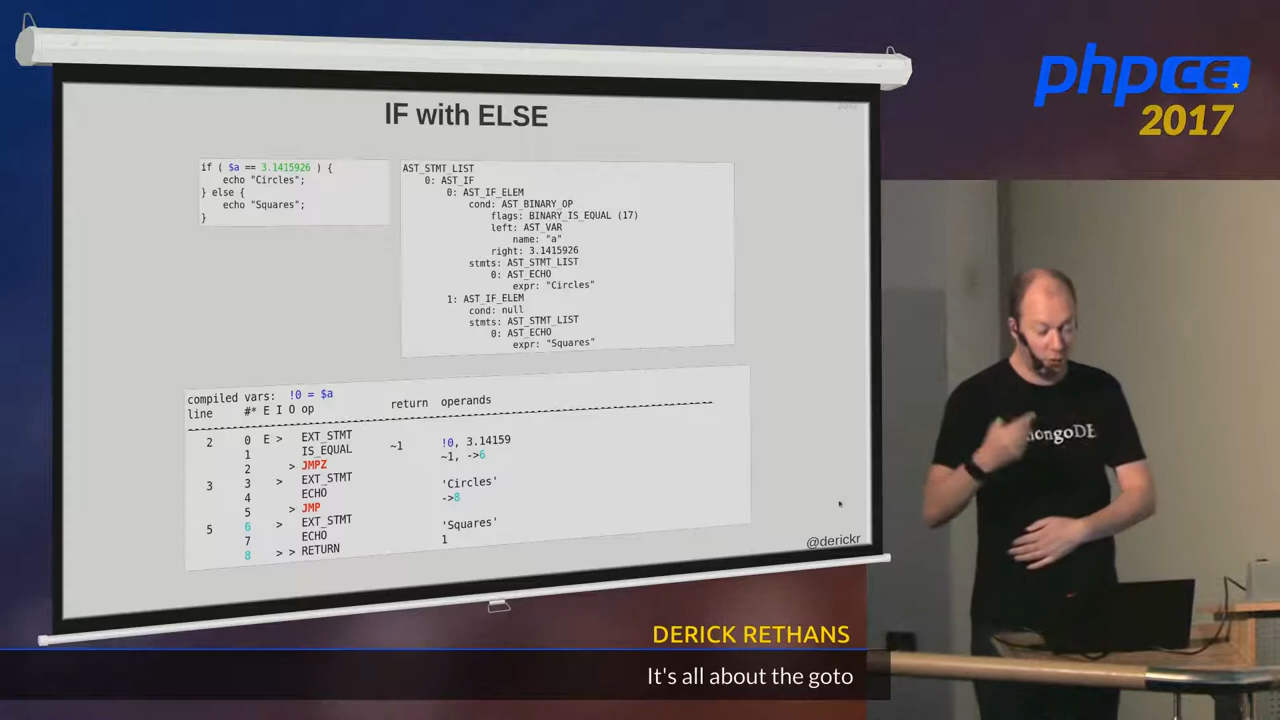 IF with ELSE
if ( $a == 3.1415926 ) {
echo "Circles";
} else {
echo "Squares";
}
AST_STMT_LIST
0: AST_IF
0: AST_IF_ELEM
cond: AST_BINARY_OP
flags: BINARY_IS_EQUAL (17)
left: AST_VAR
name: "a"
right: 3.1415926
stmts: AST_STMT_LIST
0: AST_ECHO
expr: "Circles"
1: AST_IF_ELEM
cond: null
stmts: AST_STMT_LIST
0: AST_ECHO
expr: "Squares"
compiled vars: !0 = $a
line #* E I O op return operands
2 0 E > EXT_STMT
1 IS_EQUAL ~1 !0, 3.14159
2 > JMPZ ~1, ->6
3 3 > EXT_STMT
4 ECHO 'Circles'
5 > JMP ->8
5 6 > EXT_STMT
7 ECHO 'Squares'
8 > > RETURN 1
@derickr
php CE
2017
mongoDB
DERICK RETHANS
It's all about the goto